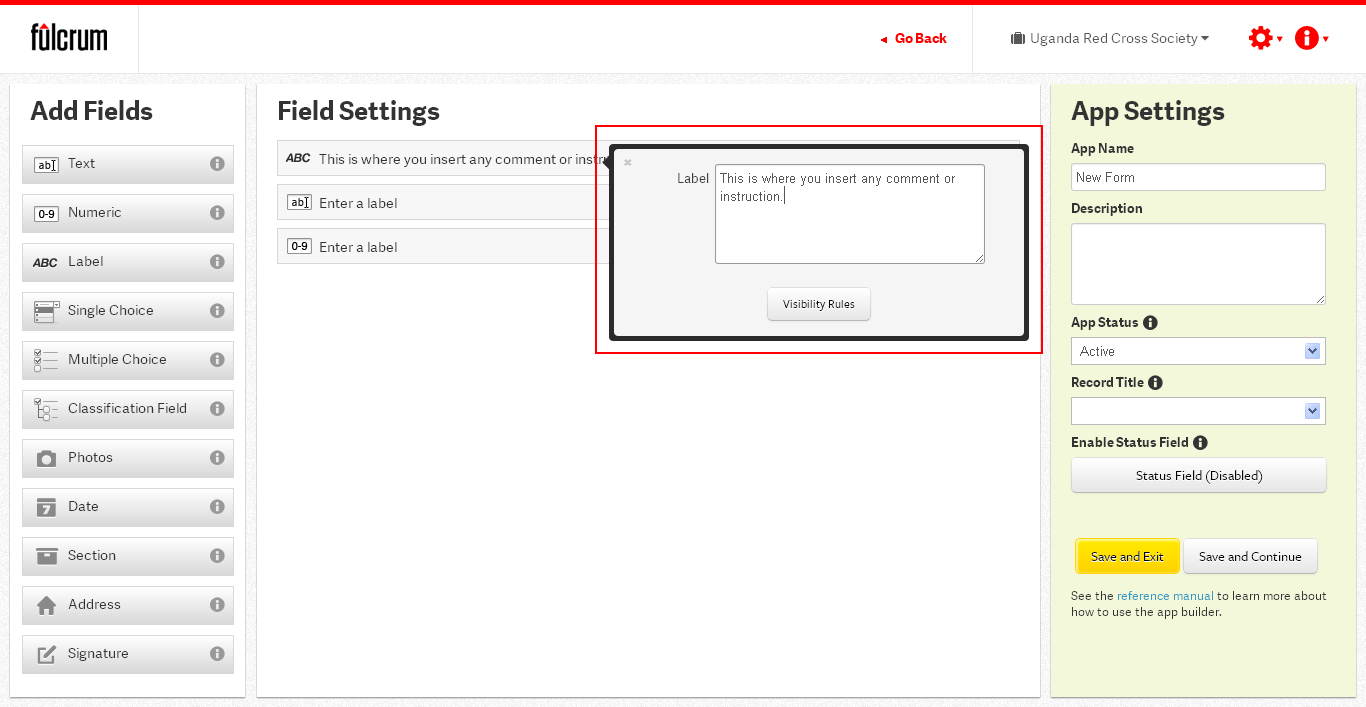 fulcrum
Go Back
Uganda Red Cross Society
Add Fields
abI Text
0-9 Numeric
ABC Label
Single Choice
Multiple Choice
Classification Field
Photos
7 Date
Section
Address
Signature
Field Settings
ABC This is where you insert any comment or instru
abI Enter a label
0-9 Enter a label
Label
This is where you insert any comment or
instruction.
Visibility Rules
App Settings
App Name
New Form
Description
App Status
Active
Record Title
Enable Status Field
Status Field (Disabled)
Save and Exit
Save and Continue
See the reference manual to learn more about
how to use the app builder.